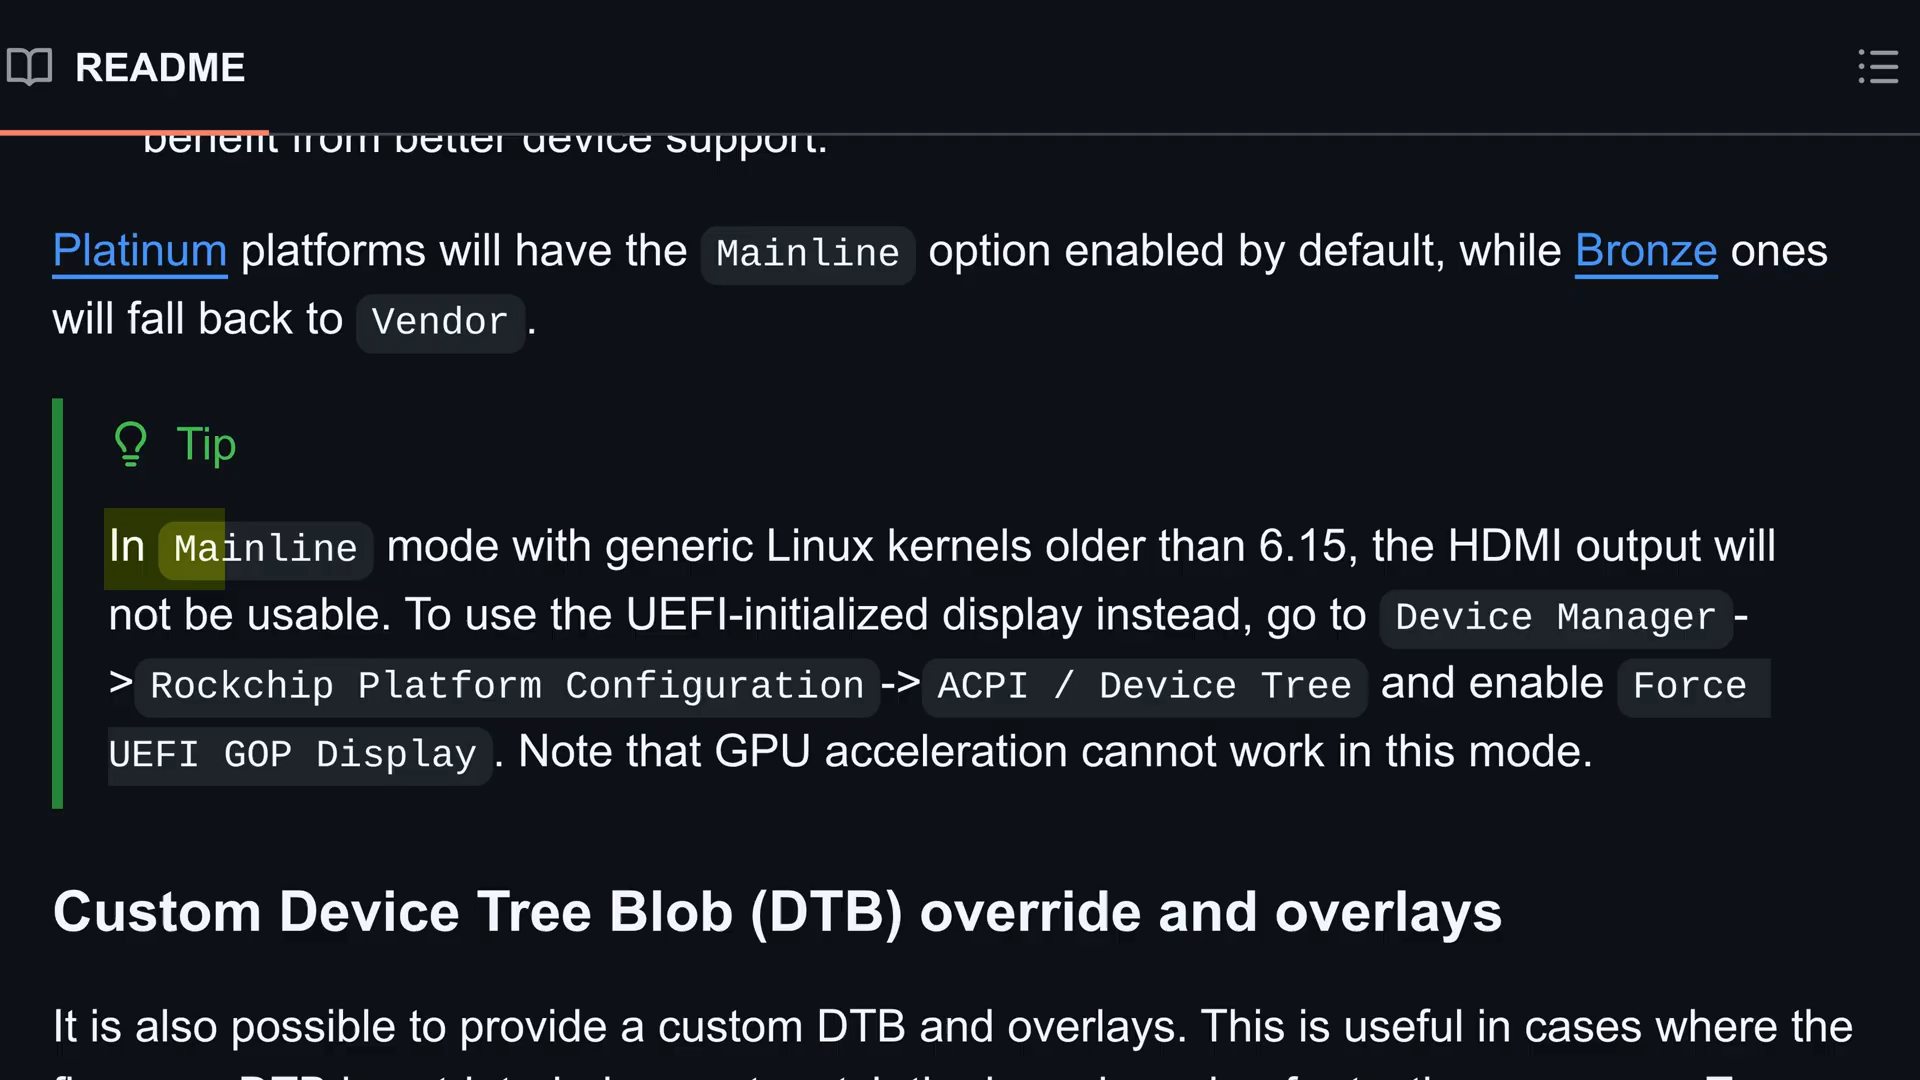 README
benefit from better device support.
Platinum platforms will have the Mainline option enabled by default, while Bronze ones
will fall back to Vendor .
Tip
In Mainline mode with generic Linux kernels older than 6.15, the HDMI output will
not be usable. To use the UEFI-initialized display instead, go to Device Manager -
> Rockchip Platform Configuration -> ACPI / Device Tree and enable Force
UEFI GOP Display . Note that GPU acceleration cannot work in this mode.
Custom Device Tree Blob (DTB) override and overlays
It is also possible to provide a custom DTB and overlays. This is useful in cases where the